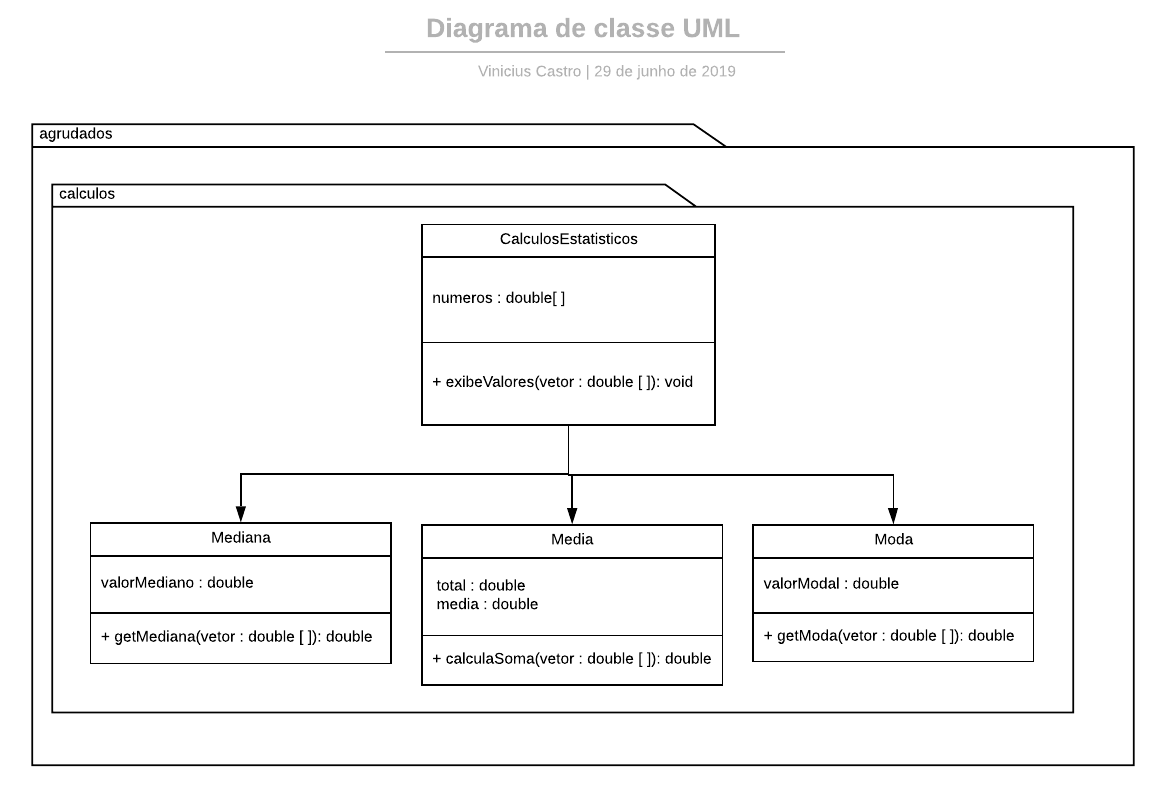 Diagrama de classe UML
Vinicius Castro | 29 de junho de 2019
agrudados
calculos
CalculosEstatisticos
numeros : double[ ]
+ exibeValores(vetor : double [ ]): void
Mediana
valorMediano : double
+ getMediana(vetor : double [ ]): double
Media
total : double
media : double
+ calculaSoma(vetor : double [ ]): double
Moda
valorModal : double
+ getModa(vetor : double [ ]): double